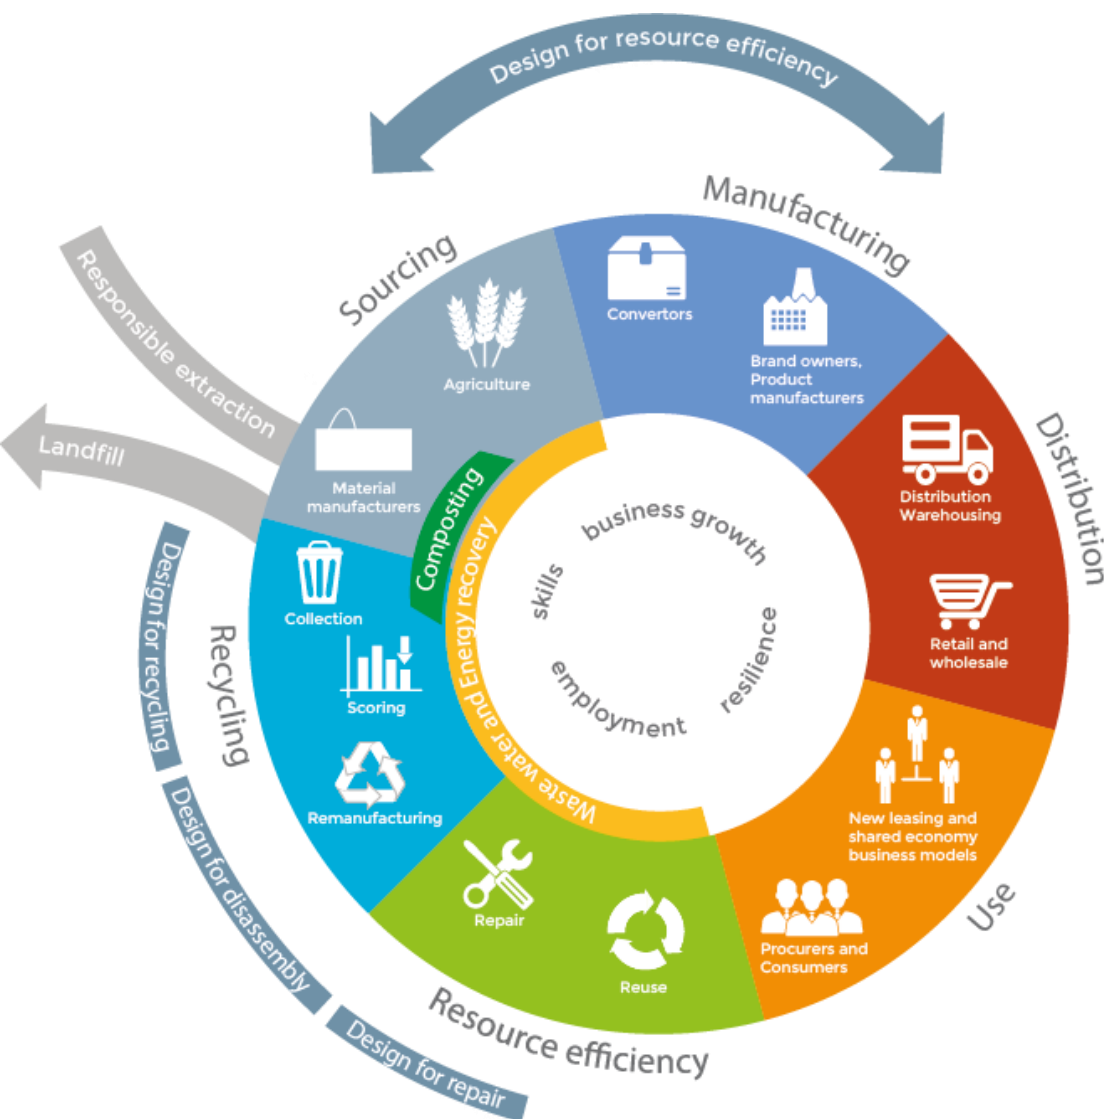 Design for resource efficiency
Manufacturing
Sourcing
Convertors
Brand owners,
Product
manufacturers
Agriculture
Responsible extraction
Landfill
Material
manufacturers
Distribution
Distribution
Warehousing
Retail and
wholesale
Composting
Waste water and Energy recovery
business growth
skills
resilience
employment
Design for recycling
Recycling
Collection
Scoring
Remanufacturing
New leasing and
shared economy
business models
Use
Procurers and
Consumers
Design for disassembly
Repair
Reuse
Resource efficiency
Design for repair